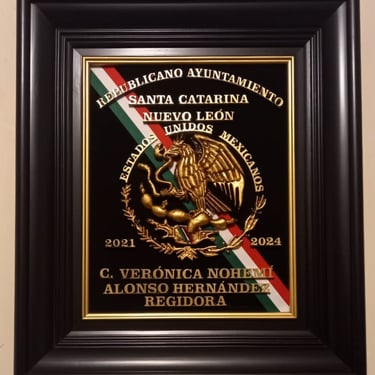 REPUBLICANO AYUNTAMIENTO
SANTA CATARINA
NUEVO LEÓN
ESTADOS UNIDOS MEXICANOS
2021 2024
C. VERÓNICA NOHEMÍ
ALONSO HERNÁNDEZ
REGIDORA